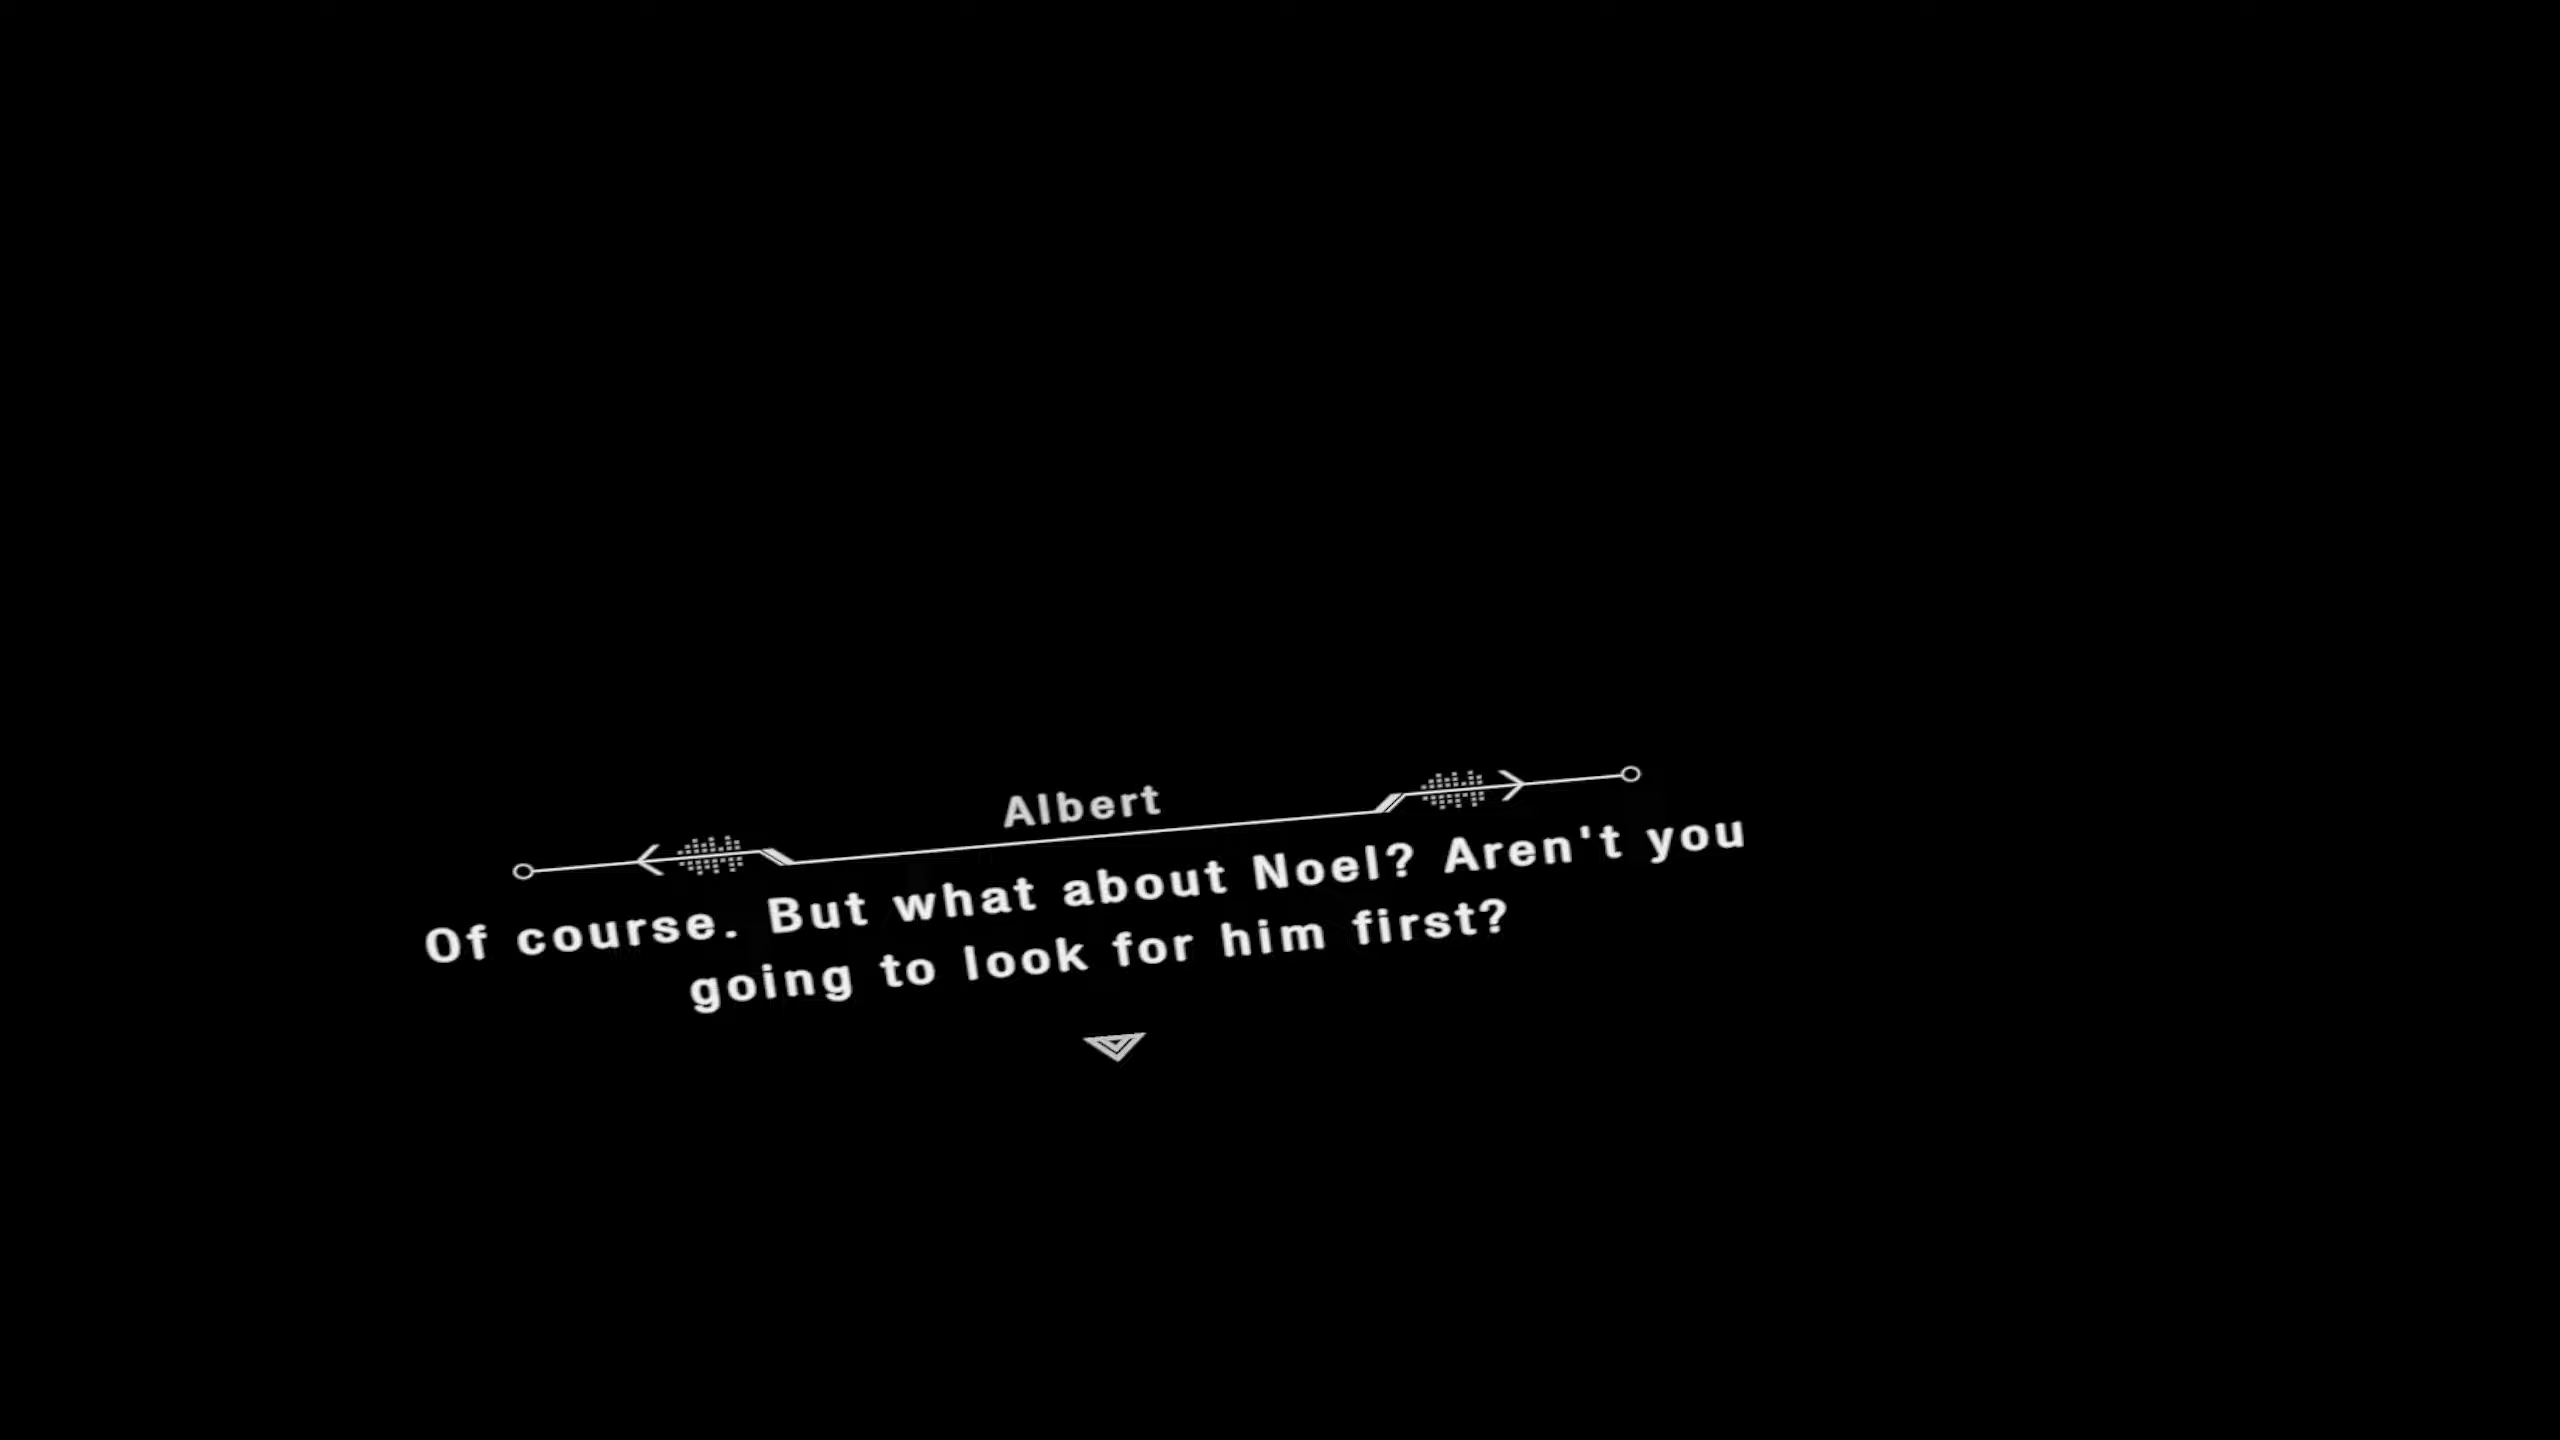 Albert
Of course. But what about Noel? Aren't you
going to look for him first?